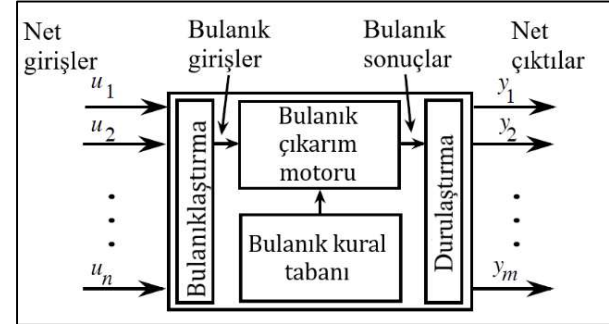 Net
girişler
Bulanık
girişler
Bulanık
sonuçlar
Net
çıktılar
u1
u2
un
Bulanıklaştırma
Bulanık
çıkarım
motoru
Bulanık kural
tabanı
Durulaştırma
y1
y2
ym